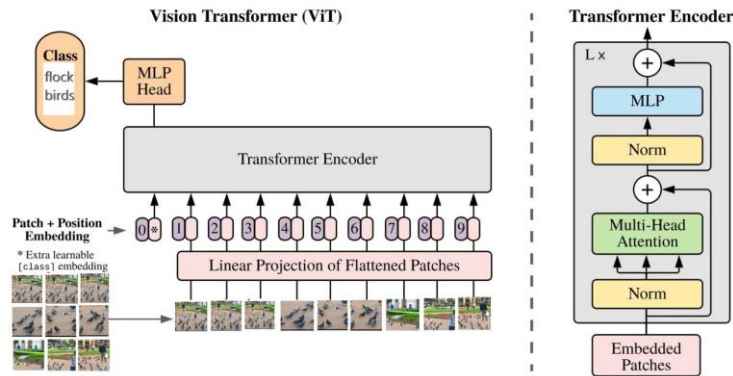 Vision Transformer (ViT)
Class
flock
birds
MLP
Head
Transformer Encoder
Patch + Position
Embedding
0 * 1 2 3 4 5 6 7 8 9
* Extra learnable
[class] embedding
Linear Projection of Flattened Patches
Transformer Encoder
L x
+
MLP
Norm
+
Multi-Head
Attention
Norm
Embedded
Patches